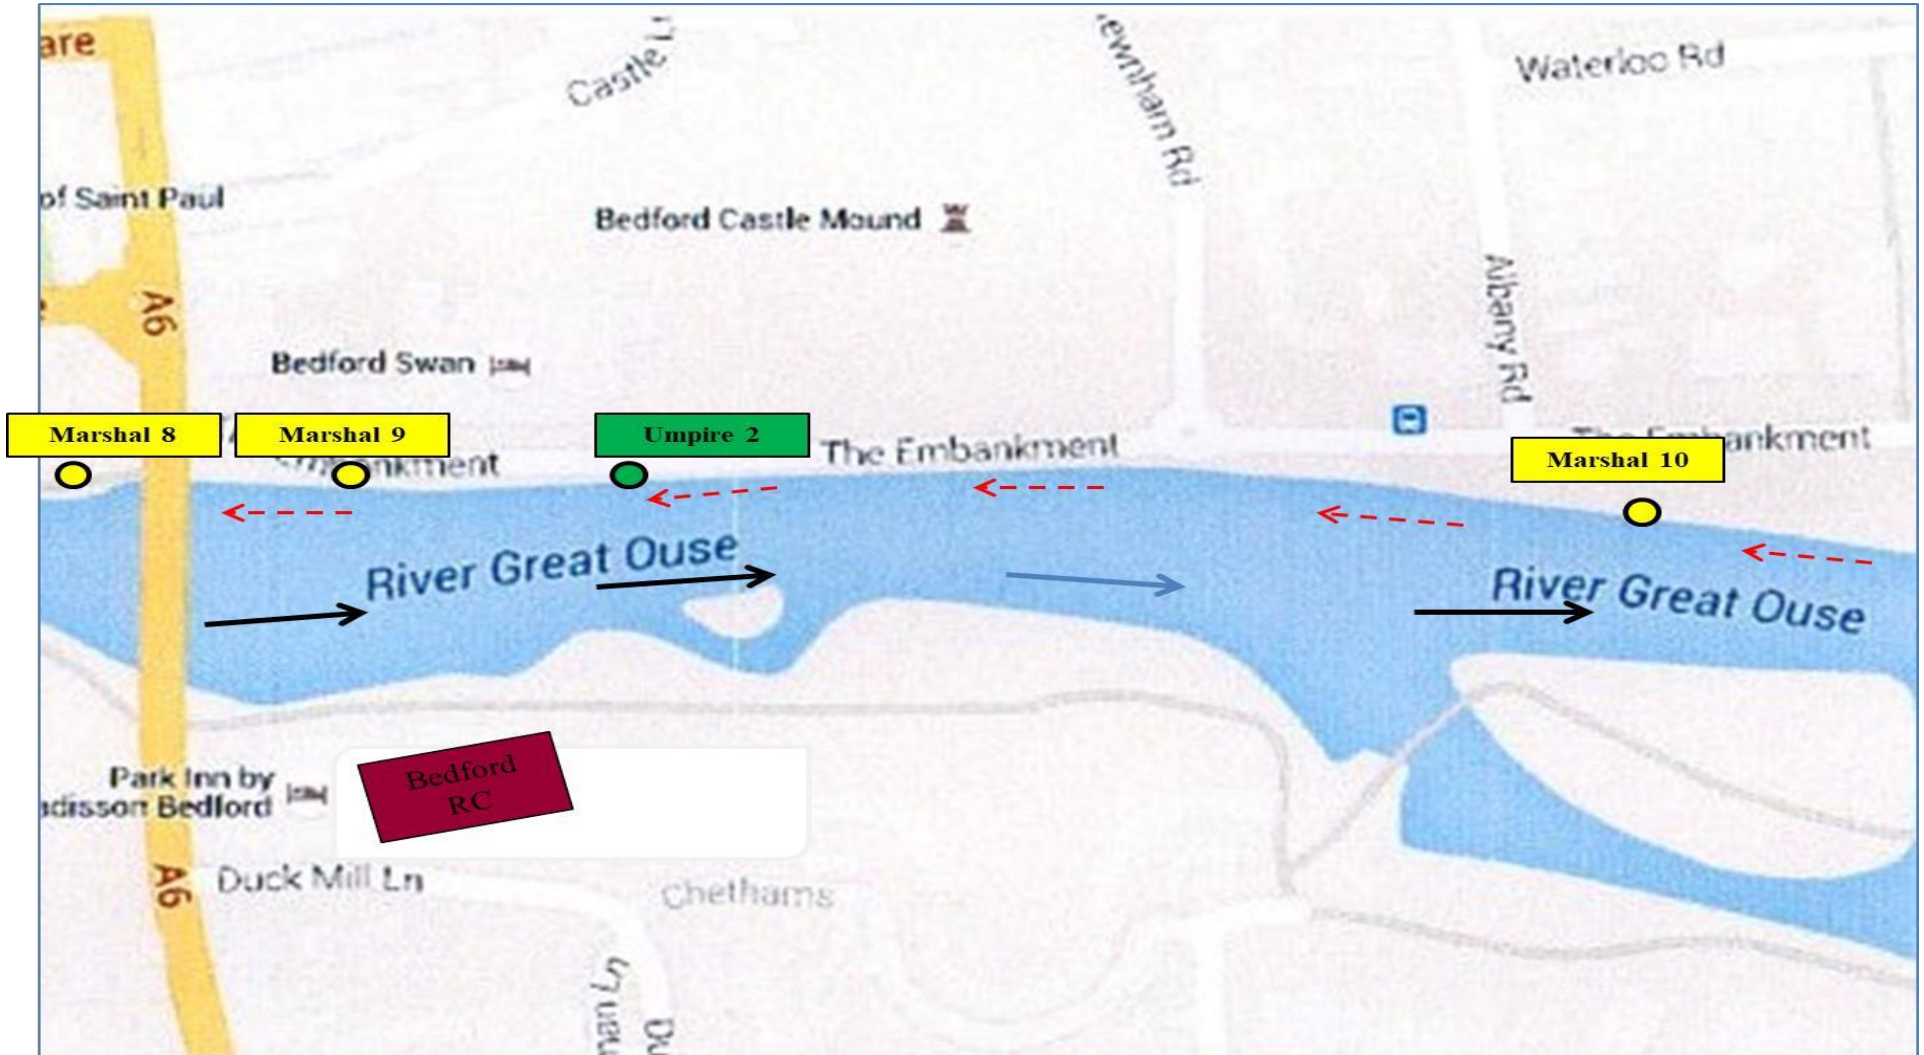 are
Castle
ewnham Rd
Waterloo Rd
of Saint Paul
Bedford Castle Mound
A6
Albany Rd
Bedford Swan
Marshal 8
Marshal 9
Umpire 2
The Embankment
Embankment
Marshal 10
The Embankment
River Great Ouse
River Great Ouse
Park Inn by
adisson Bedford
Bedford
RC
A6
Duck Mill Ln
Chethams